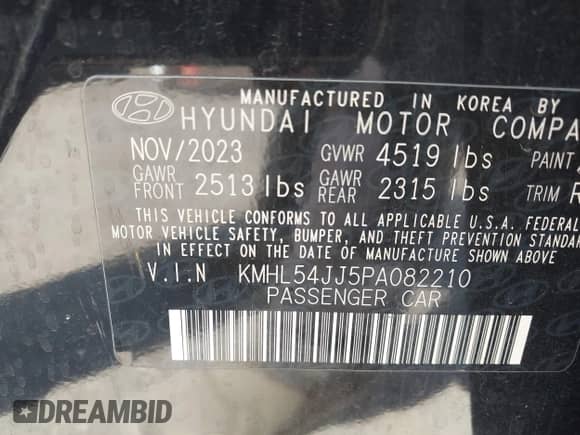 MANUFACTURED IN KOREA BY
HYUNDAI MOTOR COMPA
NOV/2023 GVWR 4519 lbs PAINT
GAWR FRONT 2513 lbs GAWR REAR 2315 lbs TRIM
THIS VEHICLE CONFORMS TO ALL APPLICABLE U.S.A. FEDERAL
MOTOR VEHICLE SAFETY, BUMPER, AND THEFT PREVENTION STANDA
IN EFFECT ON THE DATE OF MANUFACTURE SHOWN ABOVE.
V.I.N KMHL54JJ5PA082210
PASSENGER CAR
DREAMBID